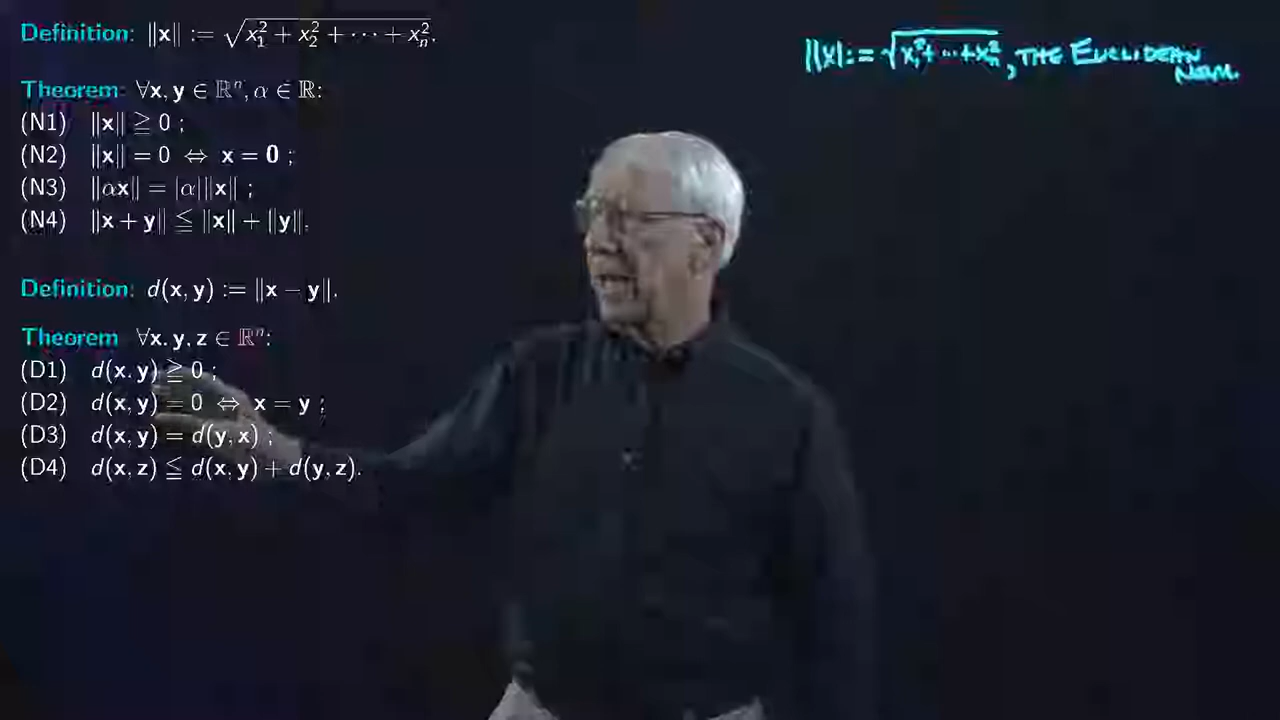 Definition: ‖x‖ := √x₁² + x₂² + ⋯ + xₙ².
Theorem: ∀x, y ∈ ℝⁿ, α ∈ ℝ:
(N1) ‖x‖ ≧ 0 ;
(N2) ‖x‖ = 0 ⇔ x = 0 ;
(N3) ‖αx‖ = |α|‖x‖ ;
(N4) ‖x + y‖ ≦ ‖x‖ + ‖y‖.
Definition: d(x, y) := ‖x − y‖.
Theorem ∀x, y, z ∈ ℝⁿ:
(D1) d(x, y) ≧ 0 ;
(D2) d(x, y) = 0 ⇔ x = y ;
(D3) d(x, y) = d(y, x) ;
(D4) d(x, z) ≦ d(x, y) + d(y, z).
||x|:= √x₁²+ ⋯ +xₙ², THE EUCLIDEAN
NORM.